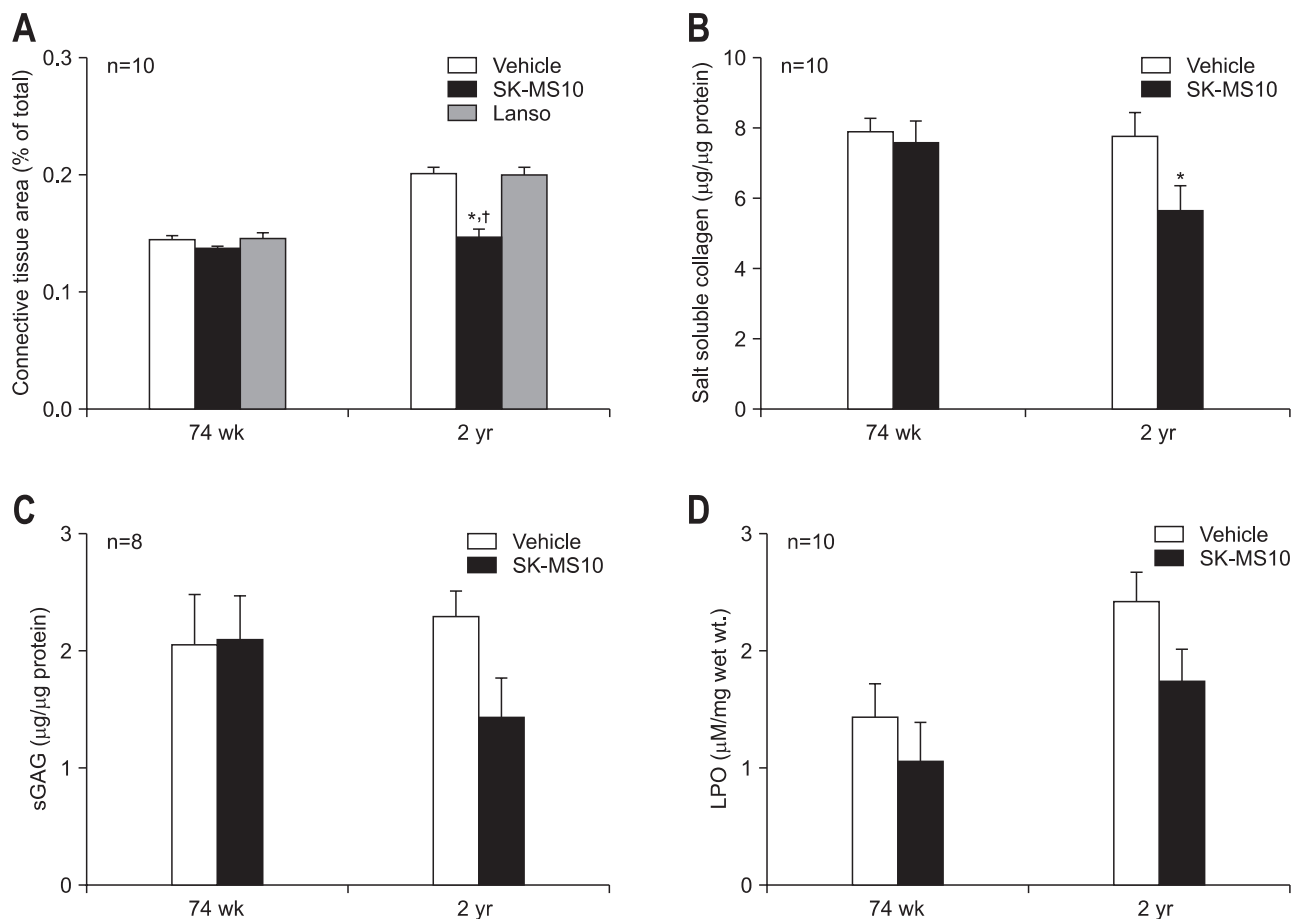 A
n=10
Vehicle
SK-MS10
Lanso
Connective tissue area (% of total)
0.3
0.2
0.1
0.0
*,†
74 wk
2 yr
B
n=10
Vehicle
SK-MS10
Salt soluble collagen (μg/μg protein)
10
8
6
4
2
0
*
74 wk
2 yr
C
n=8
Vehicle
SK-MS10
sGAG (μg/μg protein)
3
2
1
0
74 wk
2 yr
D
n=10
Vehicle
SK-MS10
LPO (μM/mg wet wt.)
3
2
1
0
74 wk
2 yr